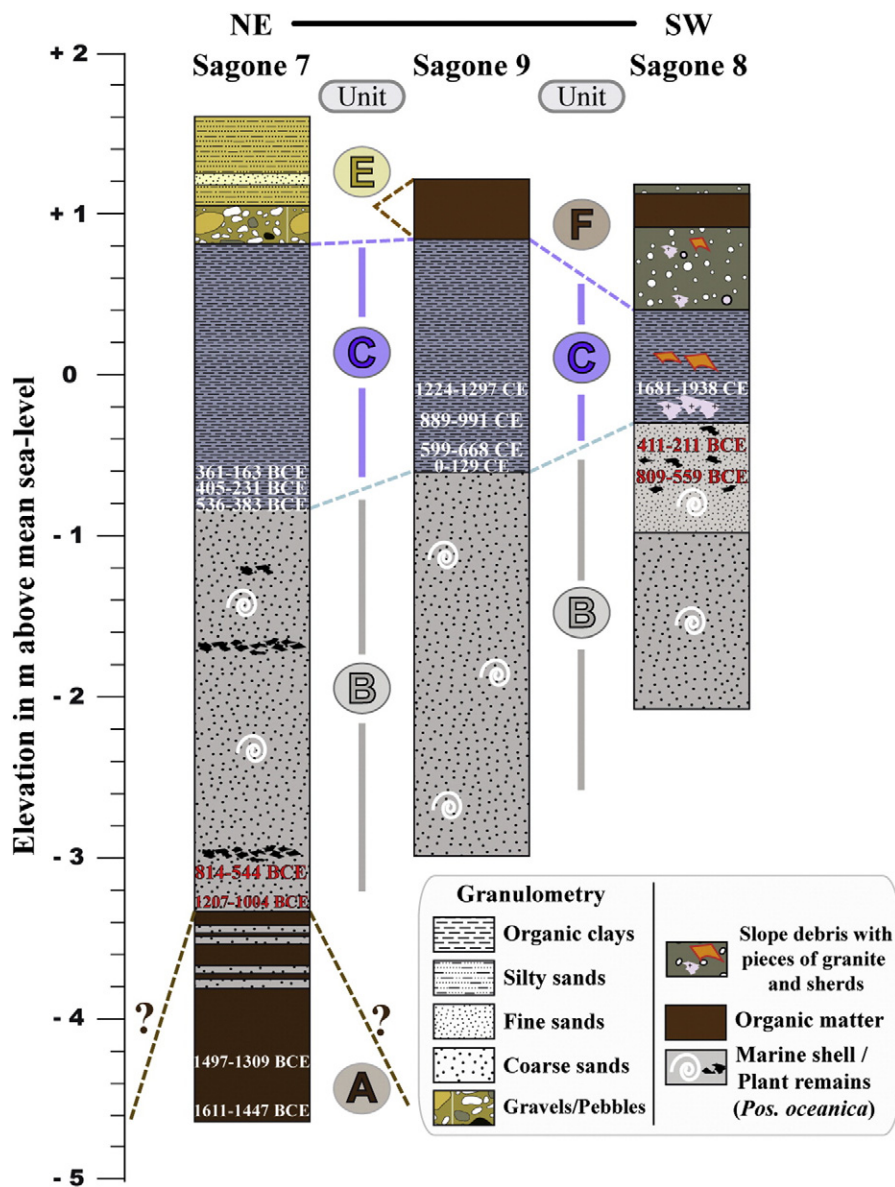 NE SW
Sagone 7 Sagone 9 Sagone 8
Unit Unit
Elevation in m above mean sea-level
+ 2
+ 1
0
- 1
- 2
- 3
- 4
- 5
E
F
C
C
B
B
A
361-163 BCE
405-231 BCE
536-383 BCE
814-544 BCE
1207-1004 BCE
1497-1309 BCE
1611-1447 BCE
? ?
1224-1297 CE
889-991 CE
599-668 CE
0-129 CE
1681-1938 CE
411-211 BCE
809-559 BCE
Granulometry
Organic clays
Silty sands
Fine sands
Coarse sands
Gravels/Pebbles
Slope debris with
pieces of granite
and sherds
Organic matter
Marine shell /
Plant remains
(Pos. oceanica)